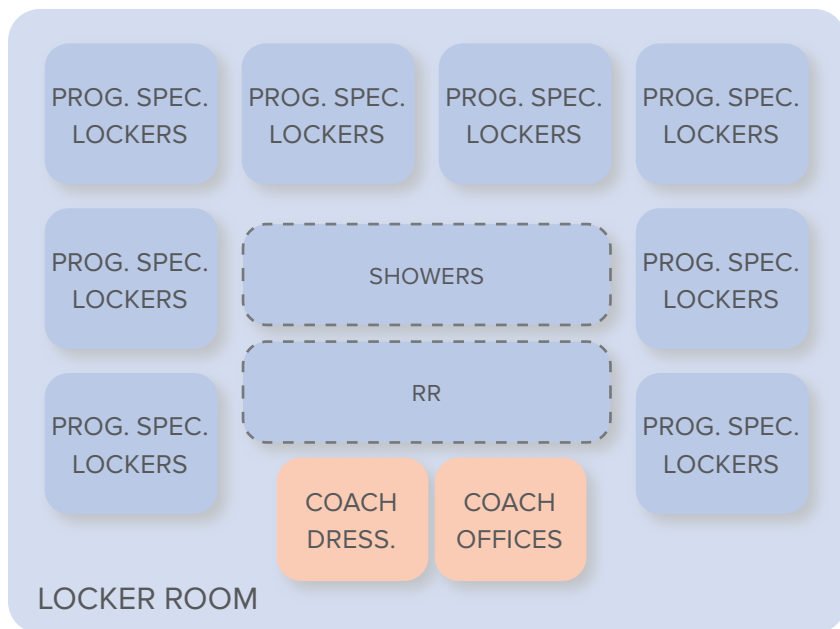 PROG. SPEC.
LOCKERS
PROG. SPEC.
LOCKERS
PROG. SPEC.
LOCKERS
PROG. SPEC.
LOCKERS
PROG. SPEC.
LOCKERS
SHOWERS
PROG. SPEC.
LOCKERS
RR
PROG. SPEC.
LOCKERS
PROG. SPEC.
LOCKERS
COACH
DRESS.
COACH
OFFICES
LOCKER ROOM